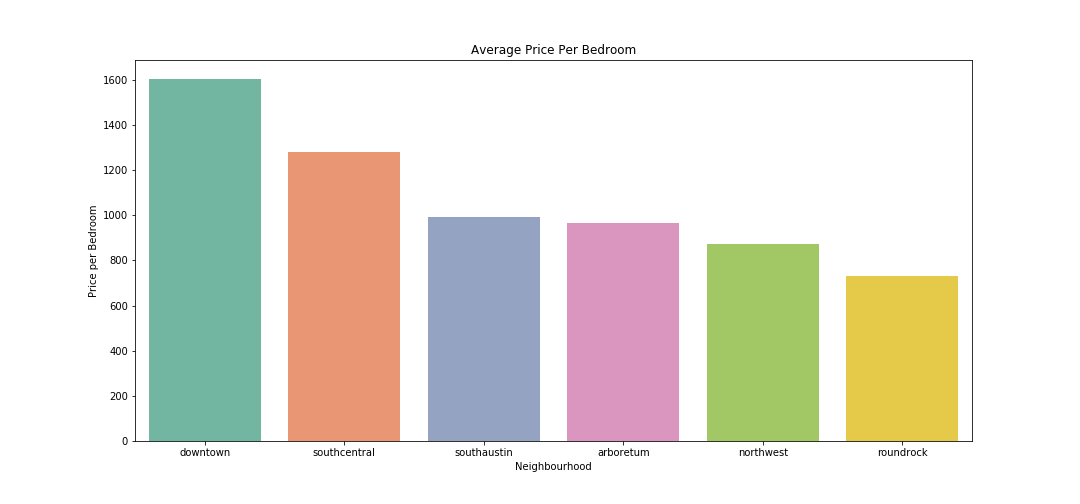 Average Price Per Bedroom
1600
1400
1200
1000
800
600
400
200
0
Price per Bedroom
downtown southcentral southaustin arboretum northwest roundrock
Neighbourhood